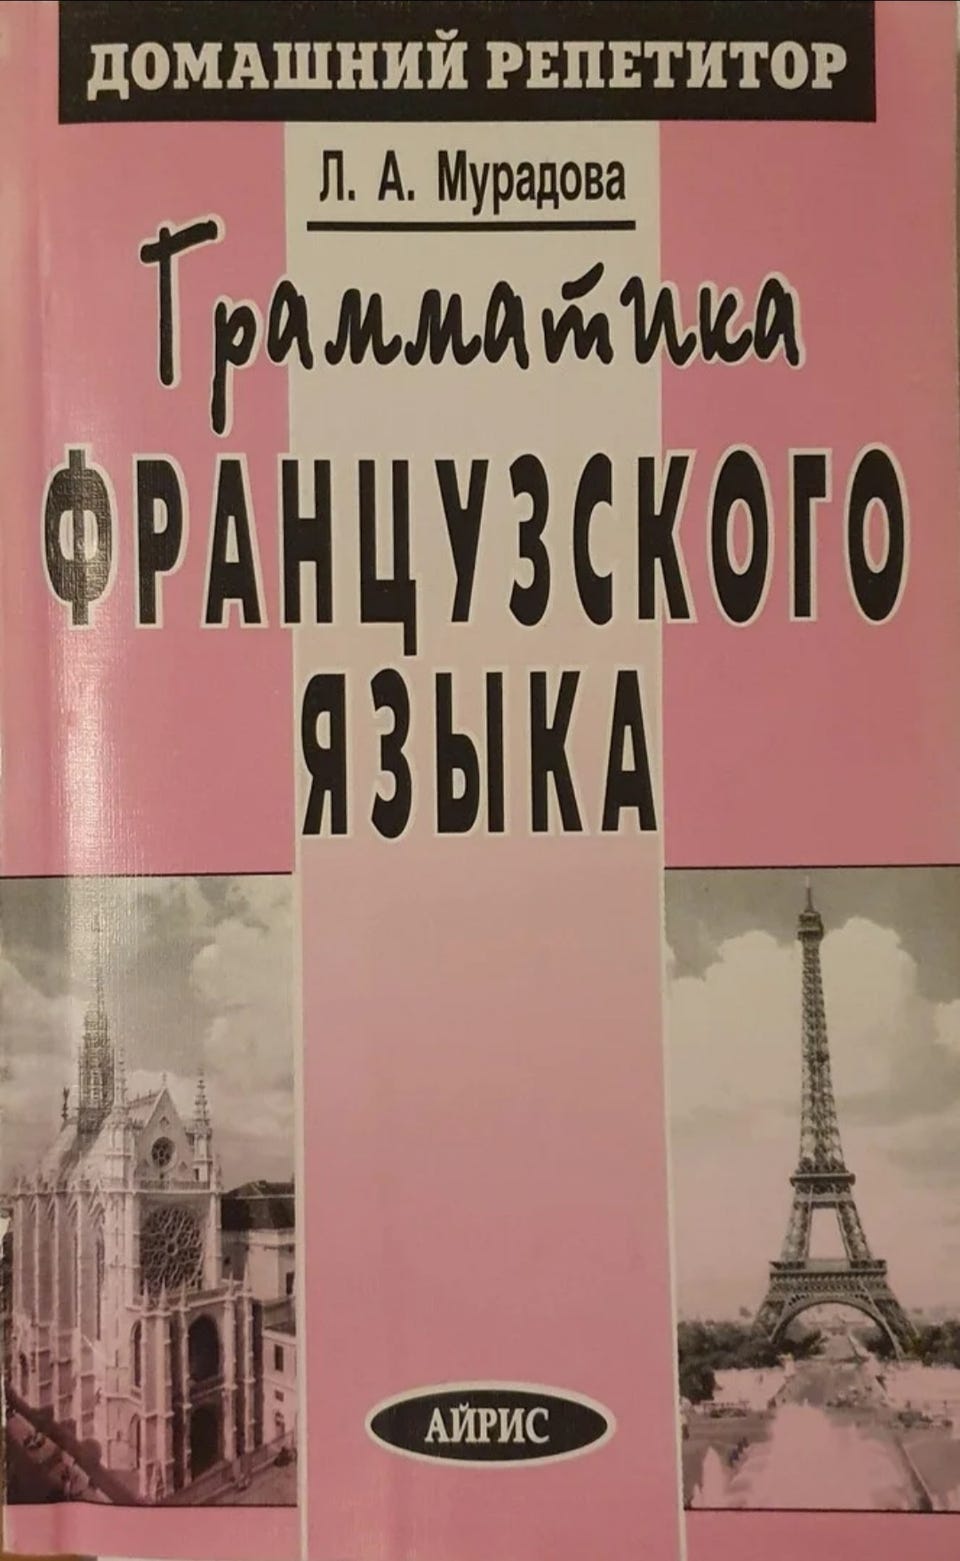 ДОМАШНИЙ РЕПЕТИТОР
Л. А. Мурадова
Грамматика
ФРАНЦУЗСКОГО
ЯЗЫКА
АЙРИС